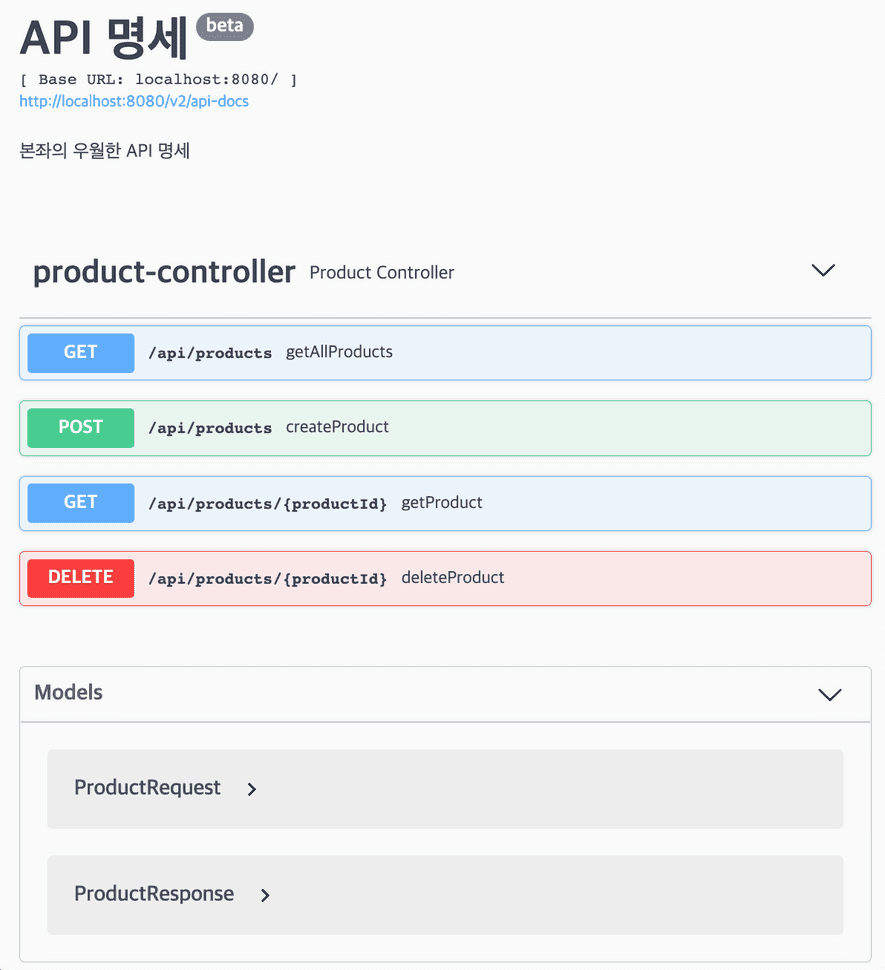 API 명세 beta
[ Base URL: localhost:8080/ ]
http://localhost:8080/v2/api-docs
본좌의 우월한 API 명세
product-controller Product Controller
GET /api/products getAllProducts
POST /api/products createProduct
GET /api/products/{productId} getProduct
DELETE /api/products/{productId} deleteProduct
Models
ProductRequest
ProductResponse